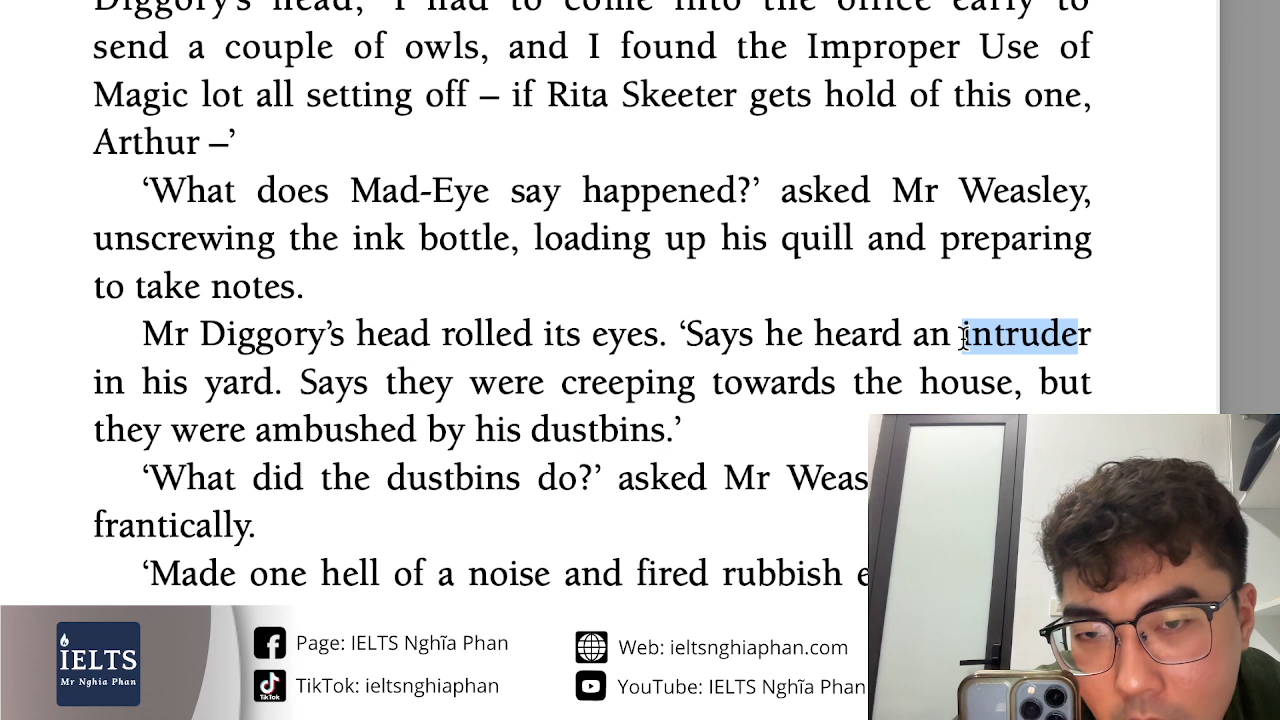 Diggory's head, 'I had to come into the office early to
send a couple of owls, and I found the Improper Use of
Magic lot all setting off – if Rita Skeeter gets hold of this one,
Arthur –’
‘What does Mad-Eye say happened?’ asked Mr Weasley,
unscrewing the ink bottle, loading up his quill and preparing
to take notes.
Mr Diggory’s head rolled its eyes. ‘Says he heard an intruder
in his yard. Says they were creeping towards the house, but
they were ambushed by his dustbins.’
‘What did the dustbins do?’ asked Mr Weas
frantically.
‘Made one hell of a noise and fired rubbish e
IELTS
Mr Nghia Phan
Page: IELTS Nghĩa Phan
TikTok: ieltsnghiaphan
Web: ieltsnghiaphan.com
YouTube: IELTS Nghĩa Phan
TikTok